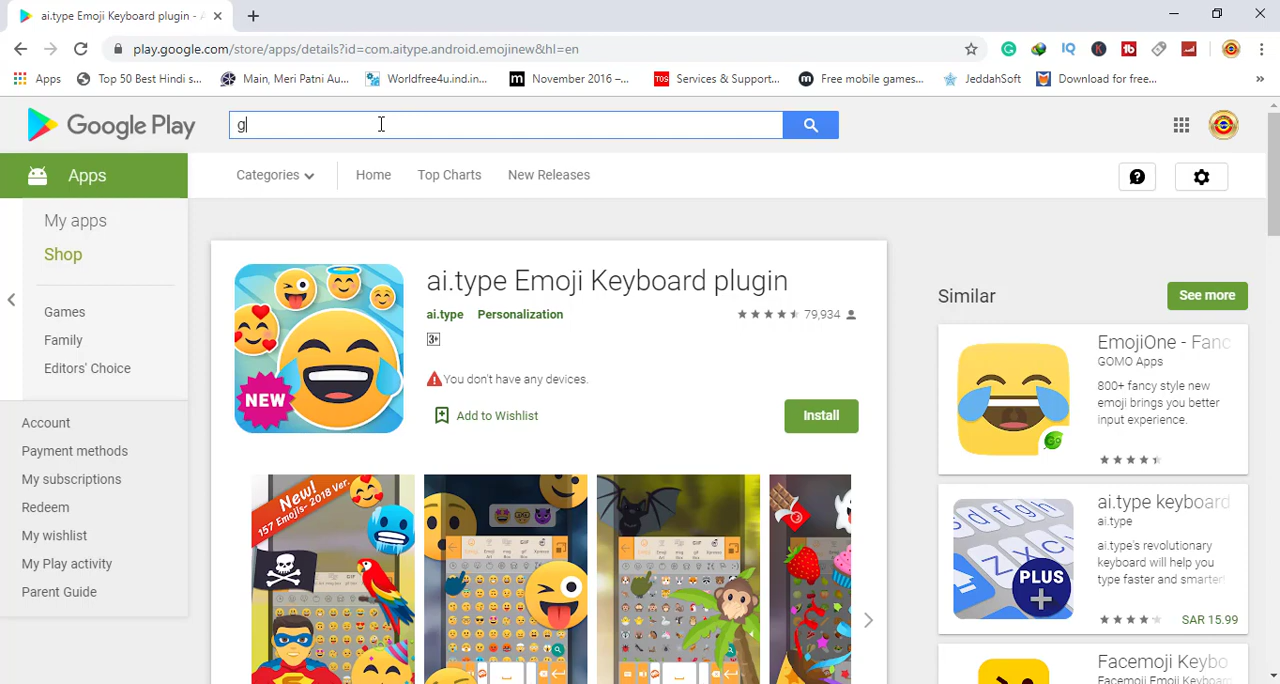 ai.type Emoji Keyboard plugin - A
play.google.com/store/apps/details?id=com.aitype.android.emojinew&hl=en
Apps
Top 50 Best Hindi s...
Main, Meri Patni Au...
Worldfree4u.ind.in...
November 2016 –...
TOS
Services & Support...
Free mobile games...
JeddahSoft
Download for free...
»
Google Play
g
Apps
Categories
Home
Top Charts
New Releases
My apps
Shop
Games
Family
Editors' Choice
Account
Payment methods
My subscriptions
Redeem
My wishlist
My Play activity
Parent Guide
NEW
ai.type Emoji Keyboard plugin
ai.type Personalization
79,934
3+
You don't have any devices.
Add to Wishlist
Install
New!
157 Emojis- 2018 Ver.
Similar
See more
EmojiOne - Fanc
GOMO Apps
800+ fancy style new
emoji brings you better
input experience.
ai.type keyboard
ai.type
ai.type's revolutionary
keyboard will help you
type faster and smarter
PLUS
+
SAR 15.99
Facemoji Keybo
Facemoji Emoji Keyboard